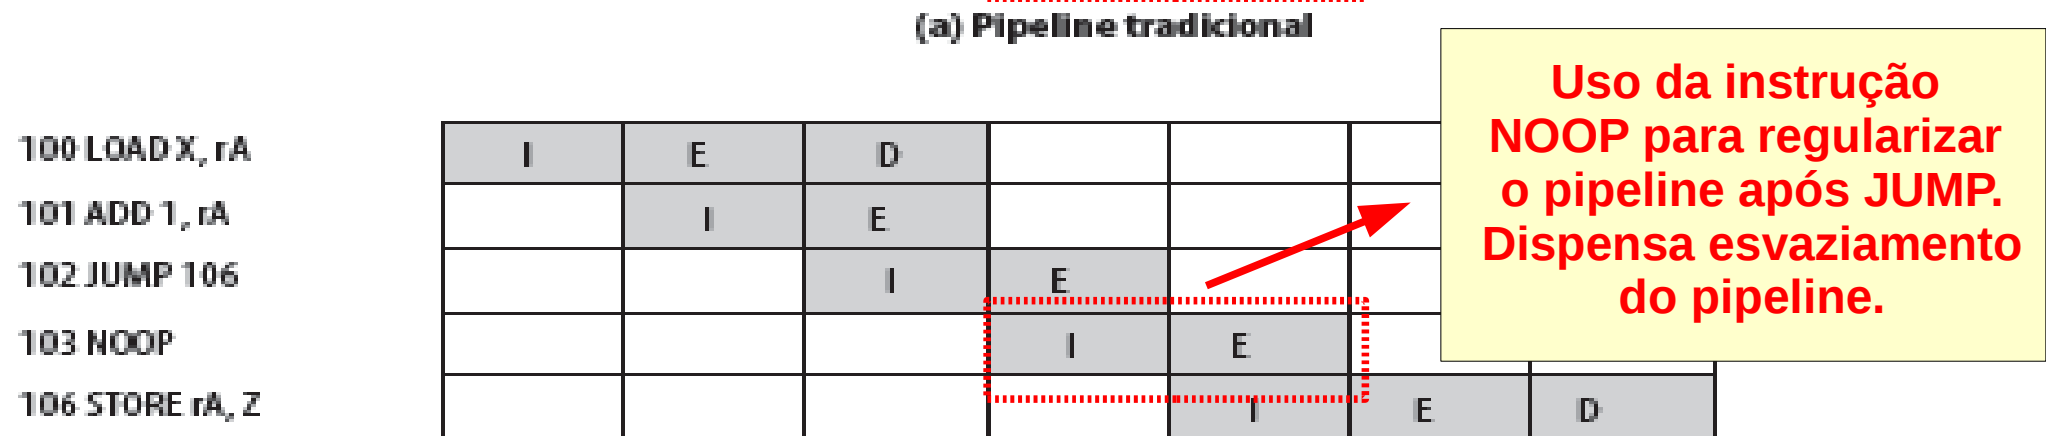 (a) Pipeline tradicional
Uso da instrução
NOOP para regularizar
o pipeline após JUMP.
Dispensa esvaziamento
do pipeline.
100 LOAD X, rA I E D
101 ADD 1, rA I E
102 JUMP 106 I E
103 NOOP I E
106 STORE rA, Z I E D